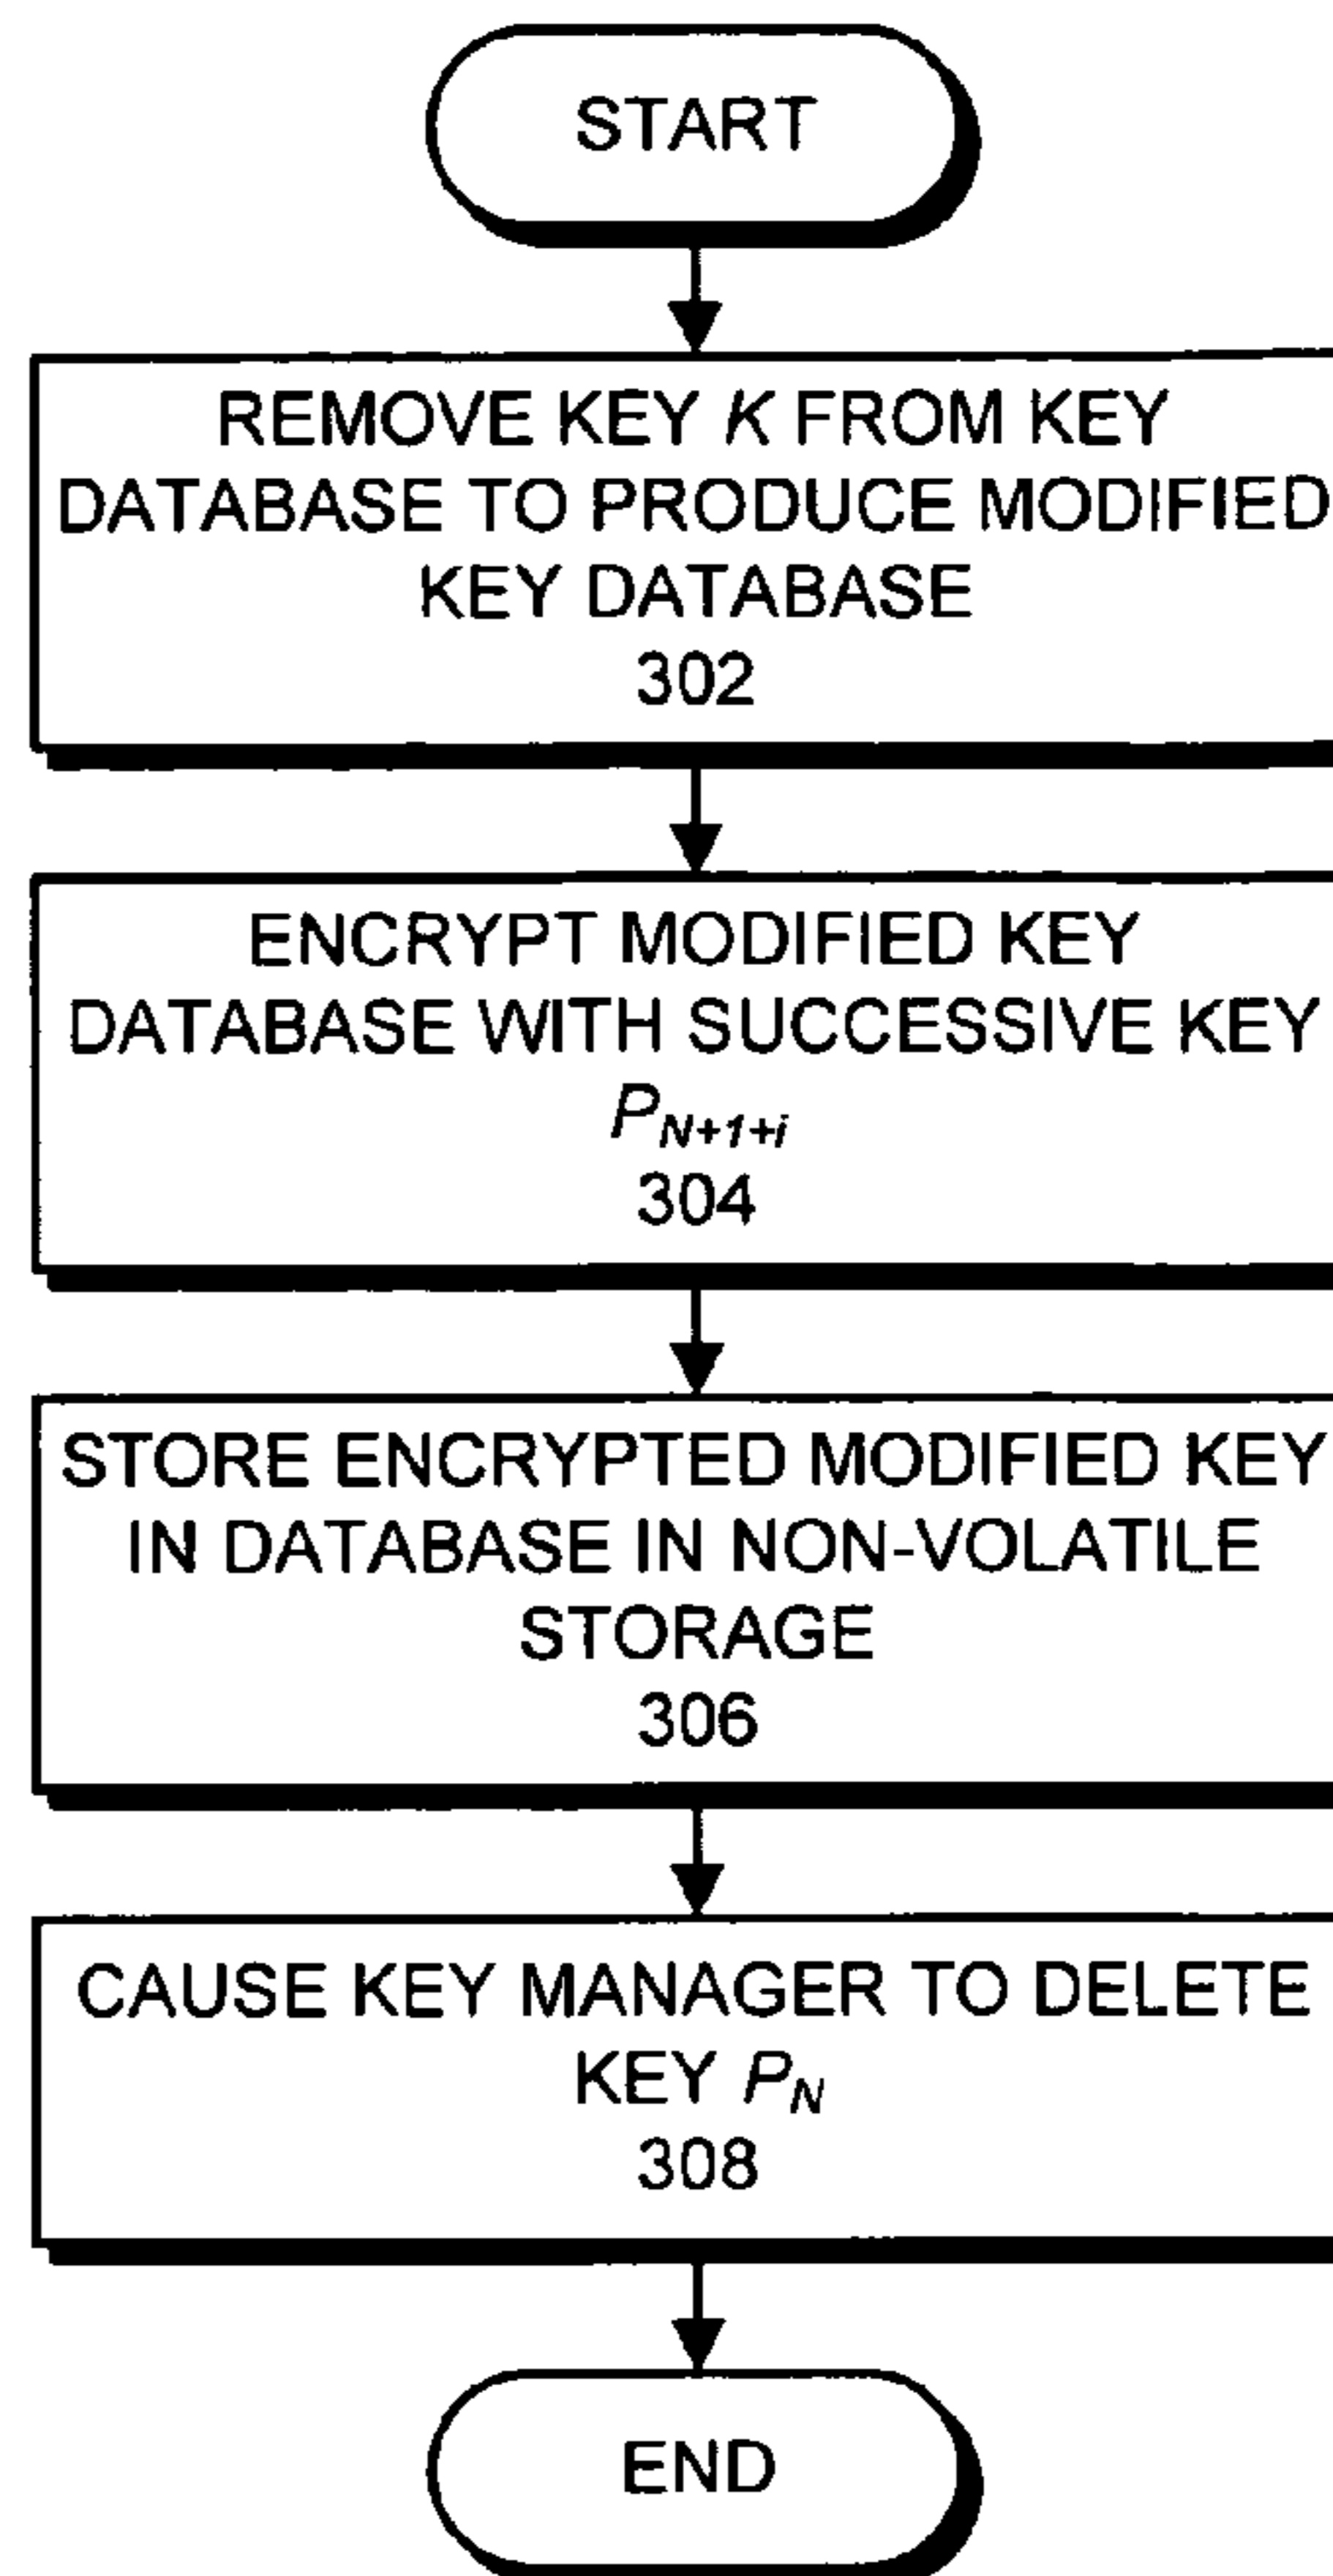 START
REMOVE KEY K FROM KEY
DATABASE TO PRODUCE MODIFIED
KEY DATABASE
302
ENCRYPT MODIFIED KEY
DATABASE WITH SUCCESSIVE KEY
P_{N+1+i}
304
STORE ENCRYPTED MODIFIED KEY
IN DATABASE IN NON-VOLATILE
STORAGE
306
CAUSE KEY MANAGER TO DELETE
KEY P_N
308
END